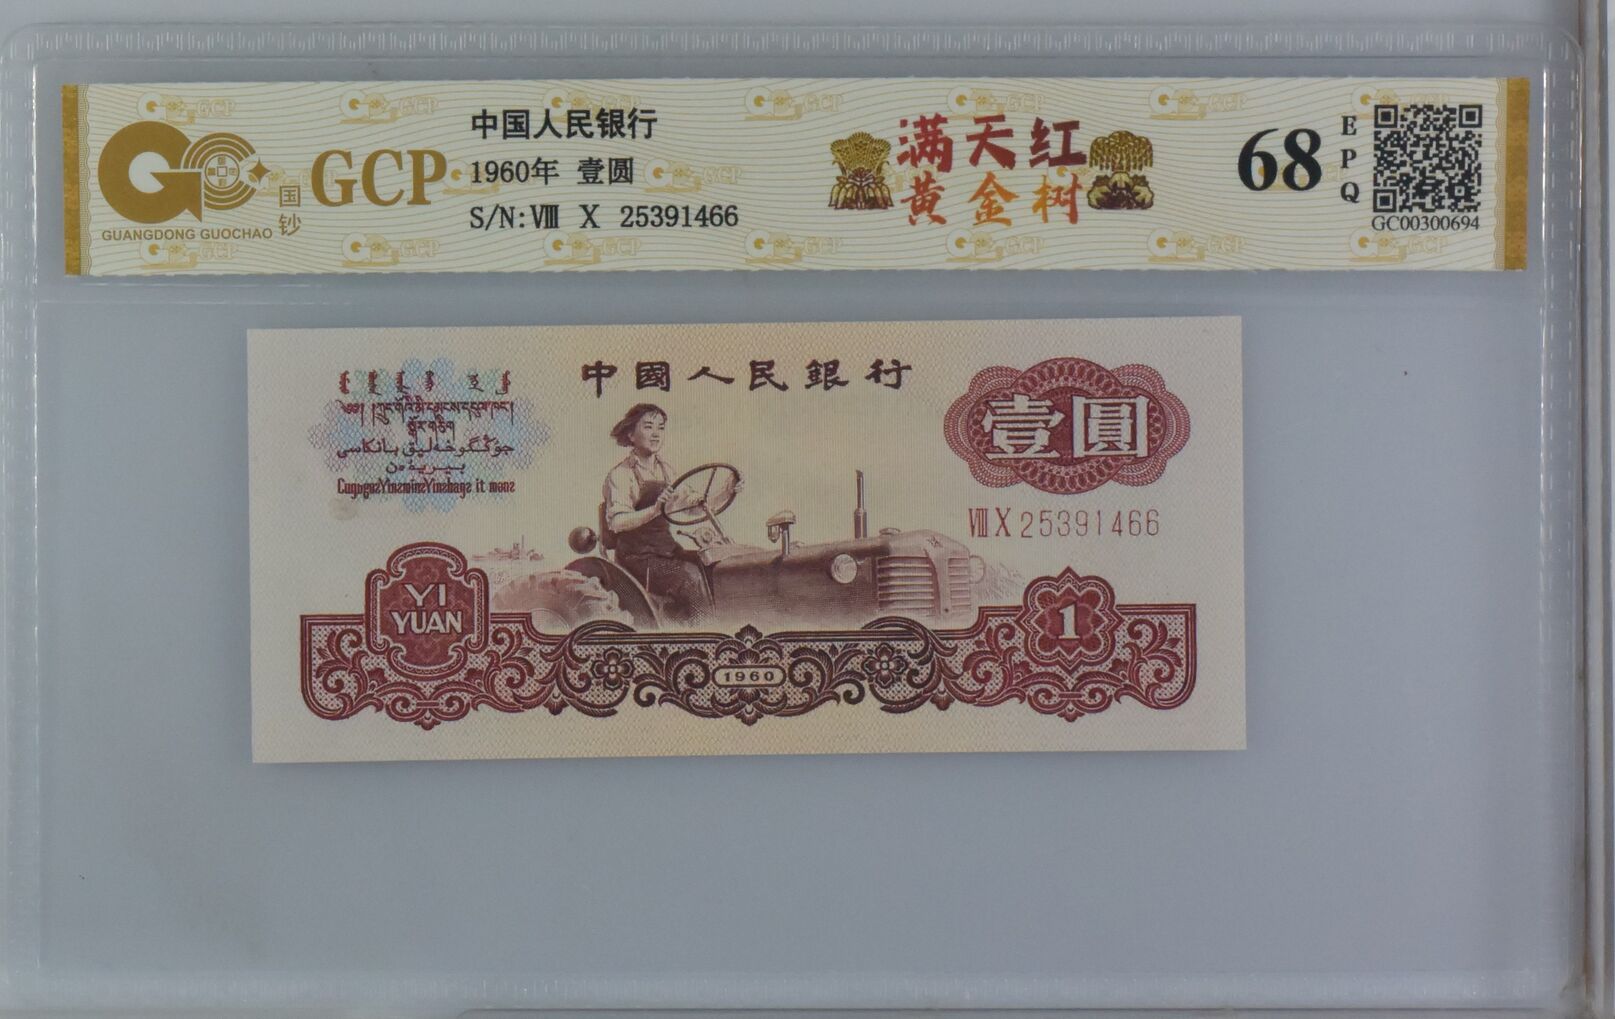 GCP
国钞
GUANGDONG GUOCHAO
中国人民银行
1960年 壹圆
S/N:Ⅷ X 25391466
满天红
黄金树
68
EPQ
GC00300694
中國人民銀行
壹圓
ⅧX25391466
YI
YUAN
1960
1